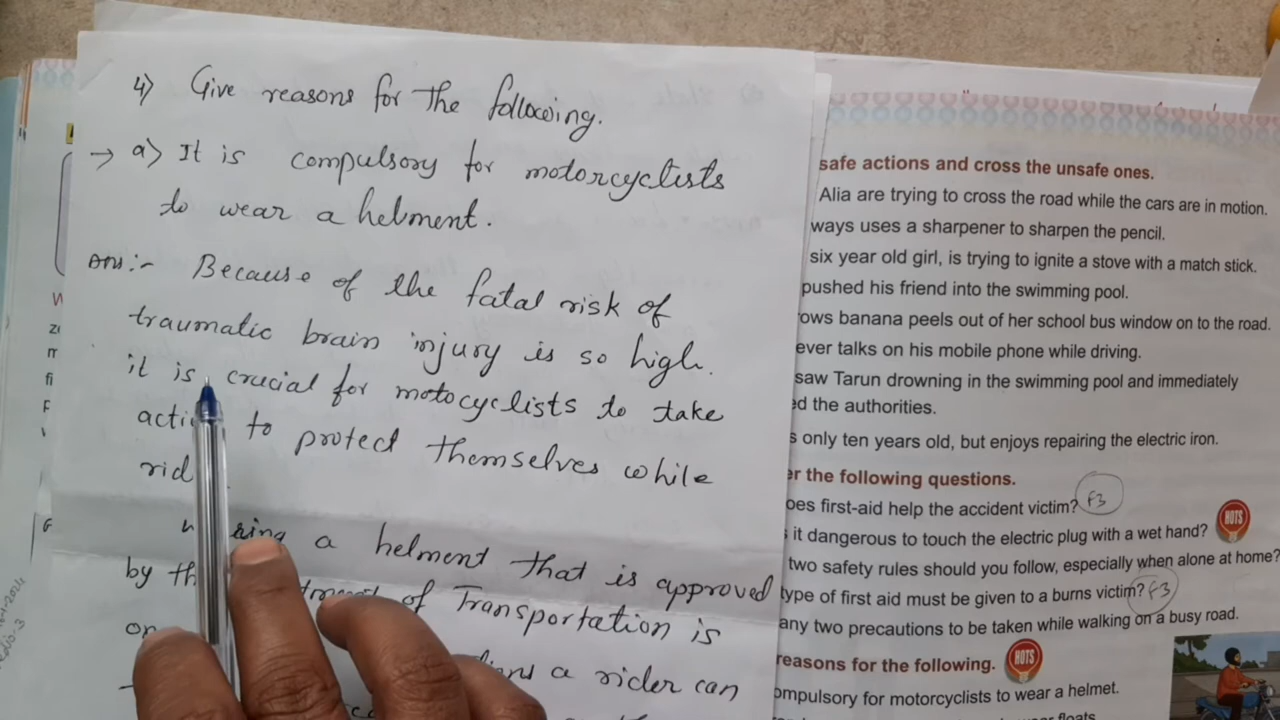 4) Give reasons for the following.
→ a) It is compulsory for motorcyclists
to wear a helment.
Ans:- Because of the fatal risk of
traumatic brain injury is so high.
it is crucial for motocyclists to take
to protect themselves while
a helment that is approved
by of Transportation is
a rider can
safe actions and cross the unsafe ones.
Alia are trying to cross the road while the cars are in motion.
ways uses a sharpener to sharpen the pencil.
six year old girl, is trying to ignite a stove with a match stick.
pushed his friend into the swimming pool.
ows banana peels out of her school bus window on to the road.
ever talks on his mobile phone while driving.
saw Tarun drowning in the swimming pool and immediately
ed the authorities.
s only ten years old, but enjoys repairing the electric iron.
er the following questions.
oes first-aid help the accident victim? F3
it dangerous to touch the electric plug with a wet hand? HOTS
two safety rules should you follow, especially when alone at home?
type of first aid must be given to a burns victim? F3
any two precautions to be taken while walking on a busy road.
reasons for the following. HOTS
ompulsory for motorcyclists to wear a helmet.
floats